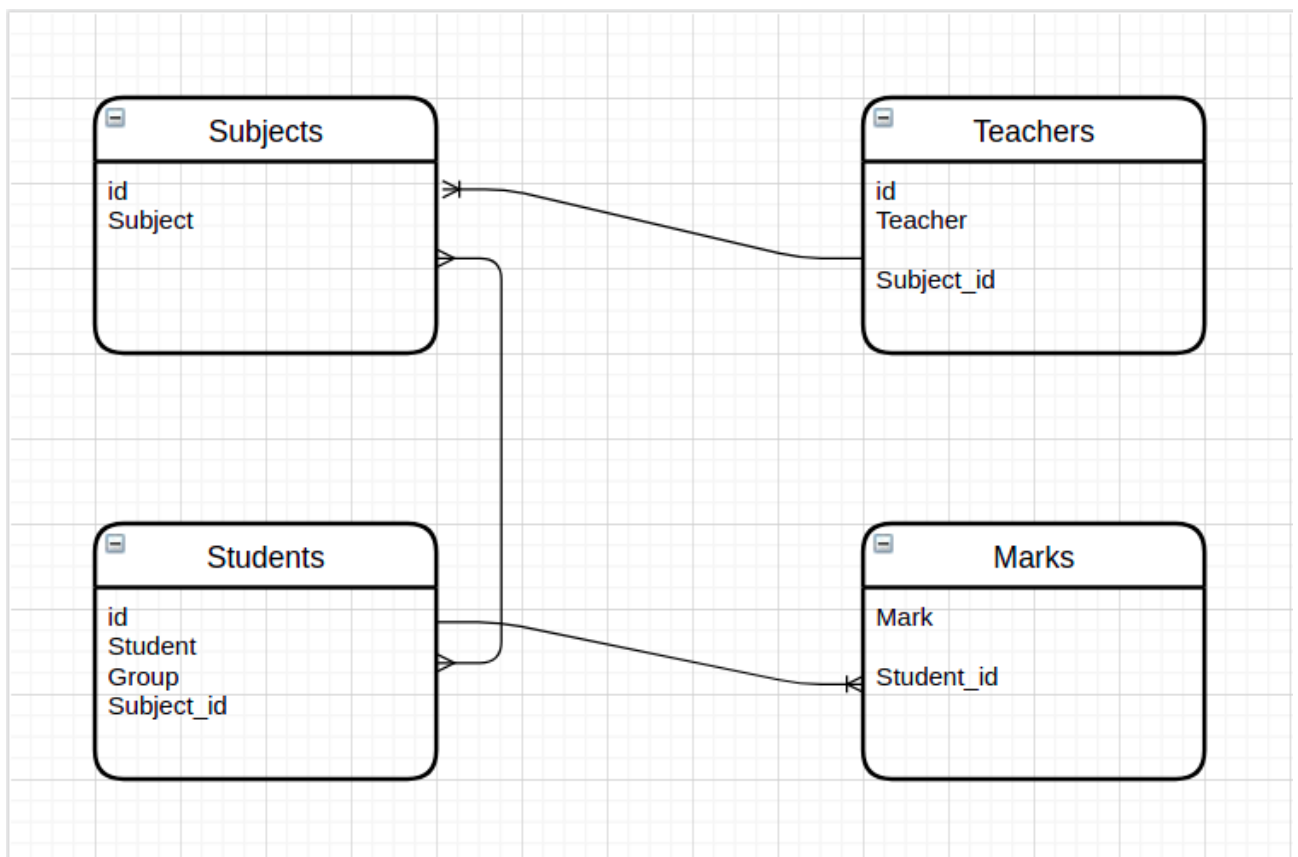 Subjects
id
Subject
Teachers
id
Teacher
Subject_id
Students
id
Student
Group
Subject_id
Marks
Mark
Student_id